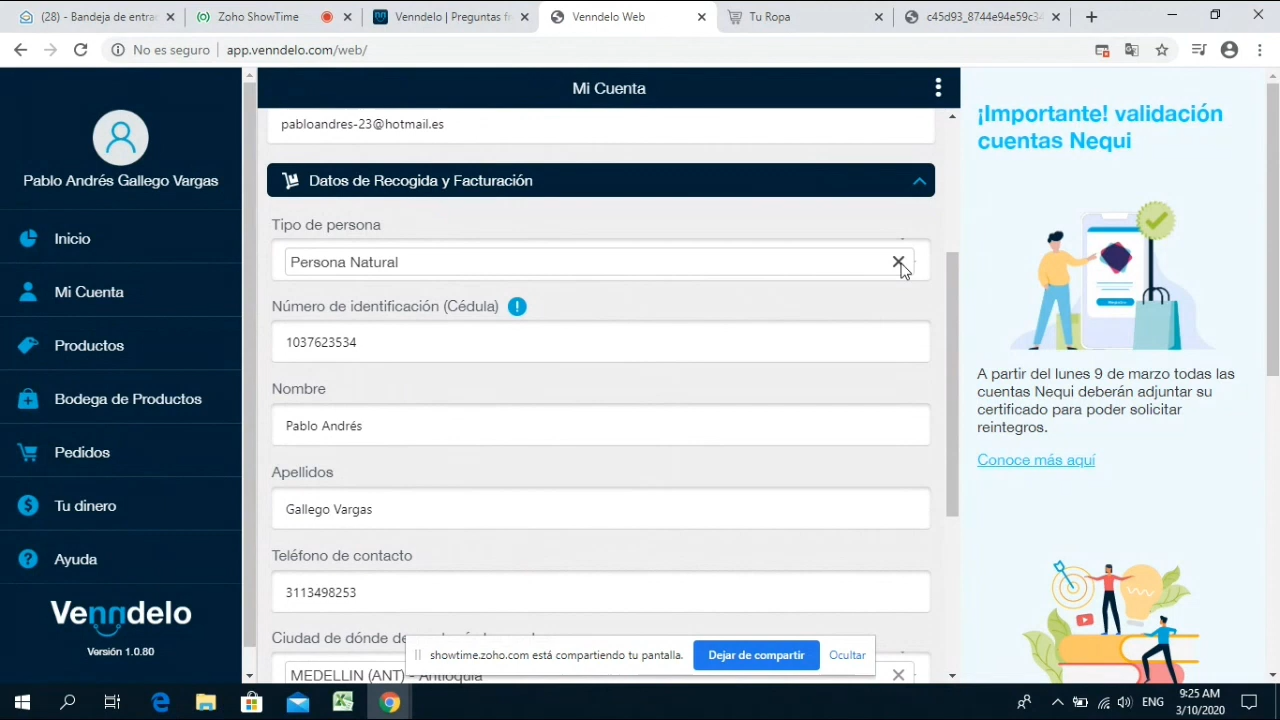 (28) - Bandeja de entra
Zoho ShowTime
Venndelo | Preguntas fr
Venndelo Web
Tu Ropa
c45d93_8744e94e59c34
No es seguro
app.venndelo.com/web/
Pablo Andrés Gallego Vargas
Inicio
Mi Cuenta
Productos
Bodega de Productos
Pedidos
Tu dinero
Ayuda
Venndelo
Versión 1.0.80
Mi Cuenta
pabloandres-23@hotmail.es
Datos de Recogida y Facturación
Tipo de persona
Persona Natural
Número de identificación (Cédula)
1037623534
Nombre
Pablo Andrés
Apellidos
Gallego Vargas
Teléfono de contacto
3113498253
Ciudad de dónde
MEDELLIN (ANT) - Antioquia
showtime.zoho.com está compartiendo tu pantalla.
Dejar de compartir
Ocultar
¡Importante! validación
cuentas Nequi
A partir del lunes 9 de marzo todas las
cuentas Nequi deberán adjuntar su
certificado para poder solicitar
reintegros.
Conoce más aquí
ENG
9:25 AM
3/10/2020